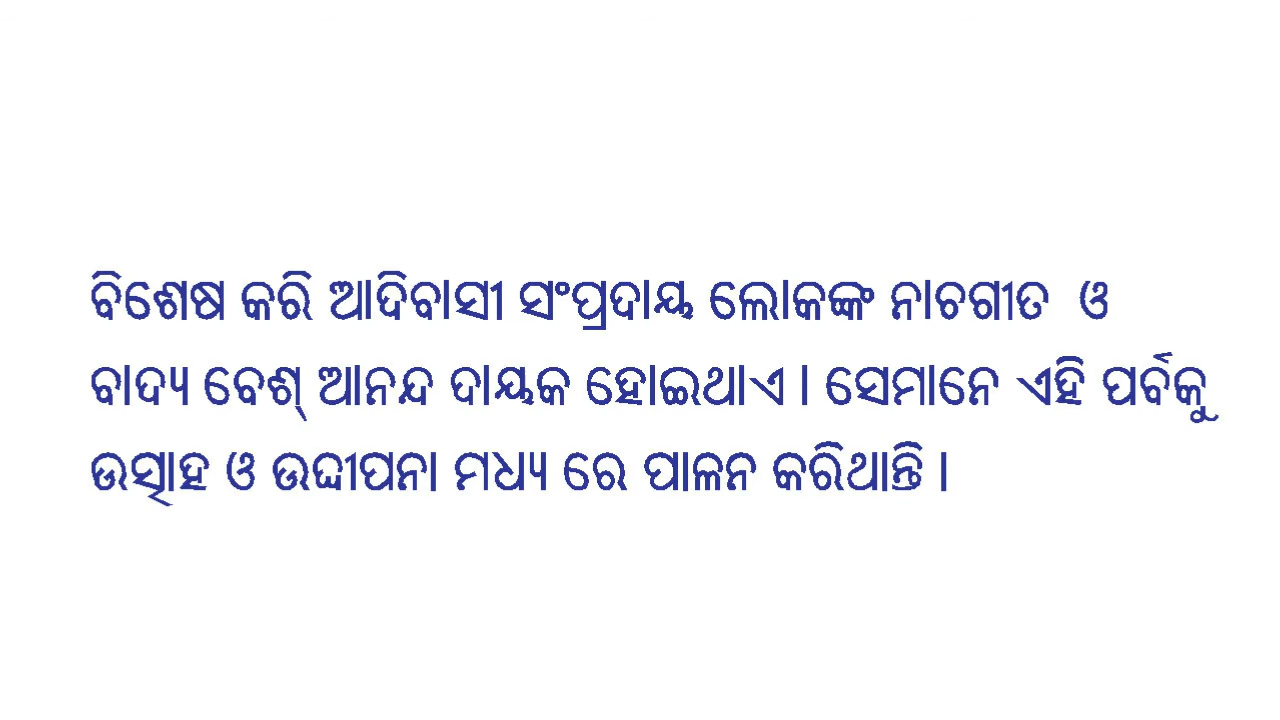 ବିଶେଷ କରି ଆଦିବାସୀ ସଂପ୍ରଦାୟ ଲୋକଙ୍କ ନାଚଗୀତ ଓ
ବାଦ୍ୟ ବେଶ୍ ଆନନ୍ଦ ଦାୟକ ହୋଇଥାଏ । ସେମାନେ ଏହି ପର୍ବକୁ
ଉତ୍ସାହ ଓ ଉଦ୍ଦୀପନା ମଧ୍ୟ ରେ ପାଳନ କରିଥାନ୍ତି ।